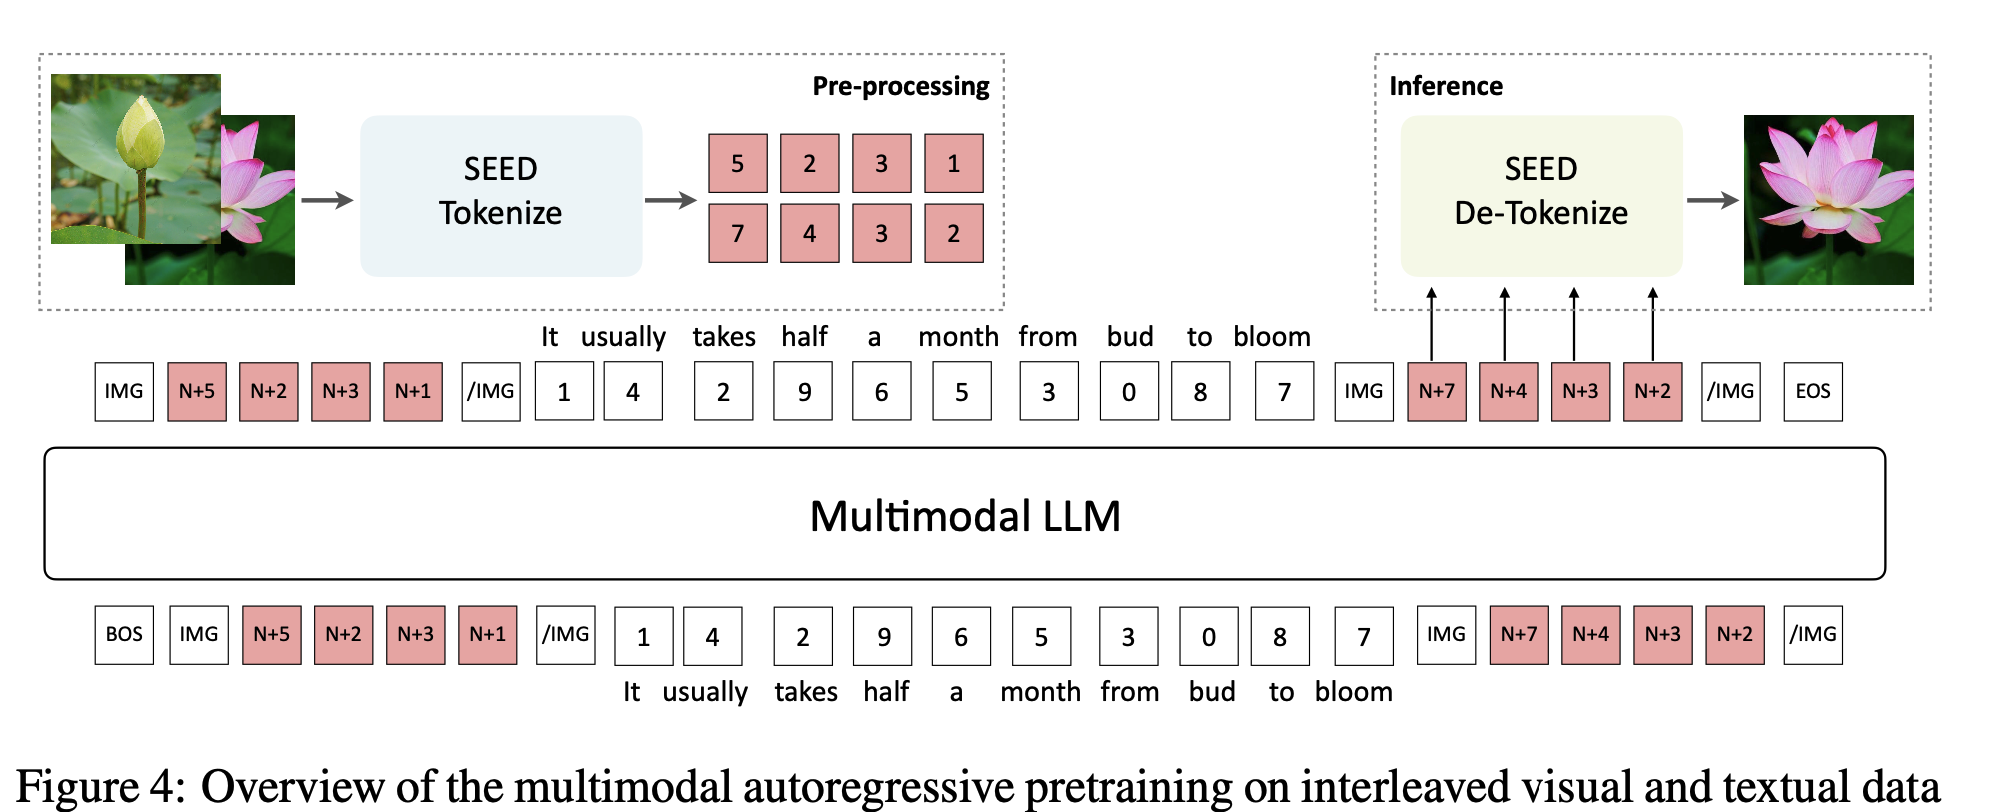 Pre-processing
Inference
SEED
Tokenize
5 2 3 1
7 4 3 2
SEED
De-Tokenize
It usually takes half a month from bud to bloom
IMG N+5 N+2 N+3 N+1 /IMG 1 4 2 9 6 5 3 0 8 7 IMG N+7 N+4 N+3 N+2 /IMG EOS
Multimodal LLM
BOS IMG N+5 N+2 N+3 N+1 /IMG 1 4 2 9 6 5 3 0 8 7 IMG N+7 N+4 N+3 N+2 /IMG
It usually takes half a month from bud to bloom
Figure 4: Overview of the multimodal autoregressive pretraining on interleaved visual and textual data